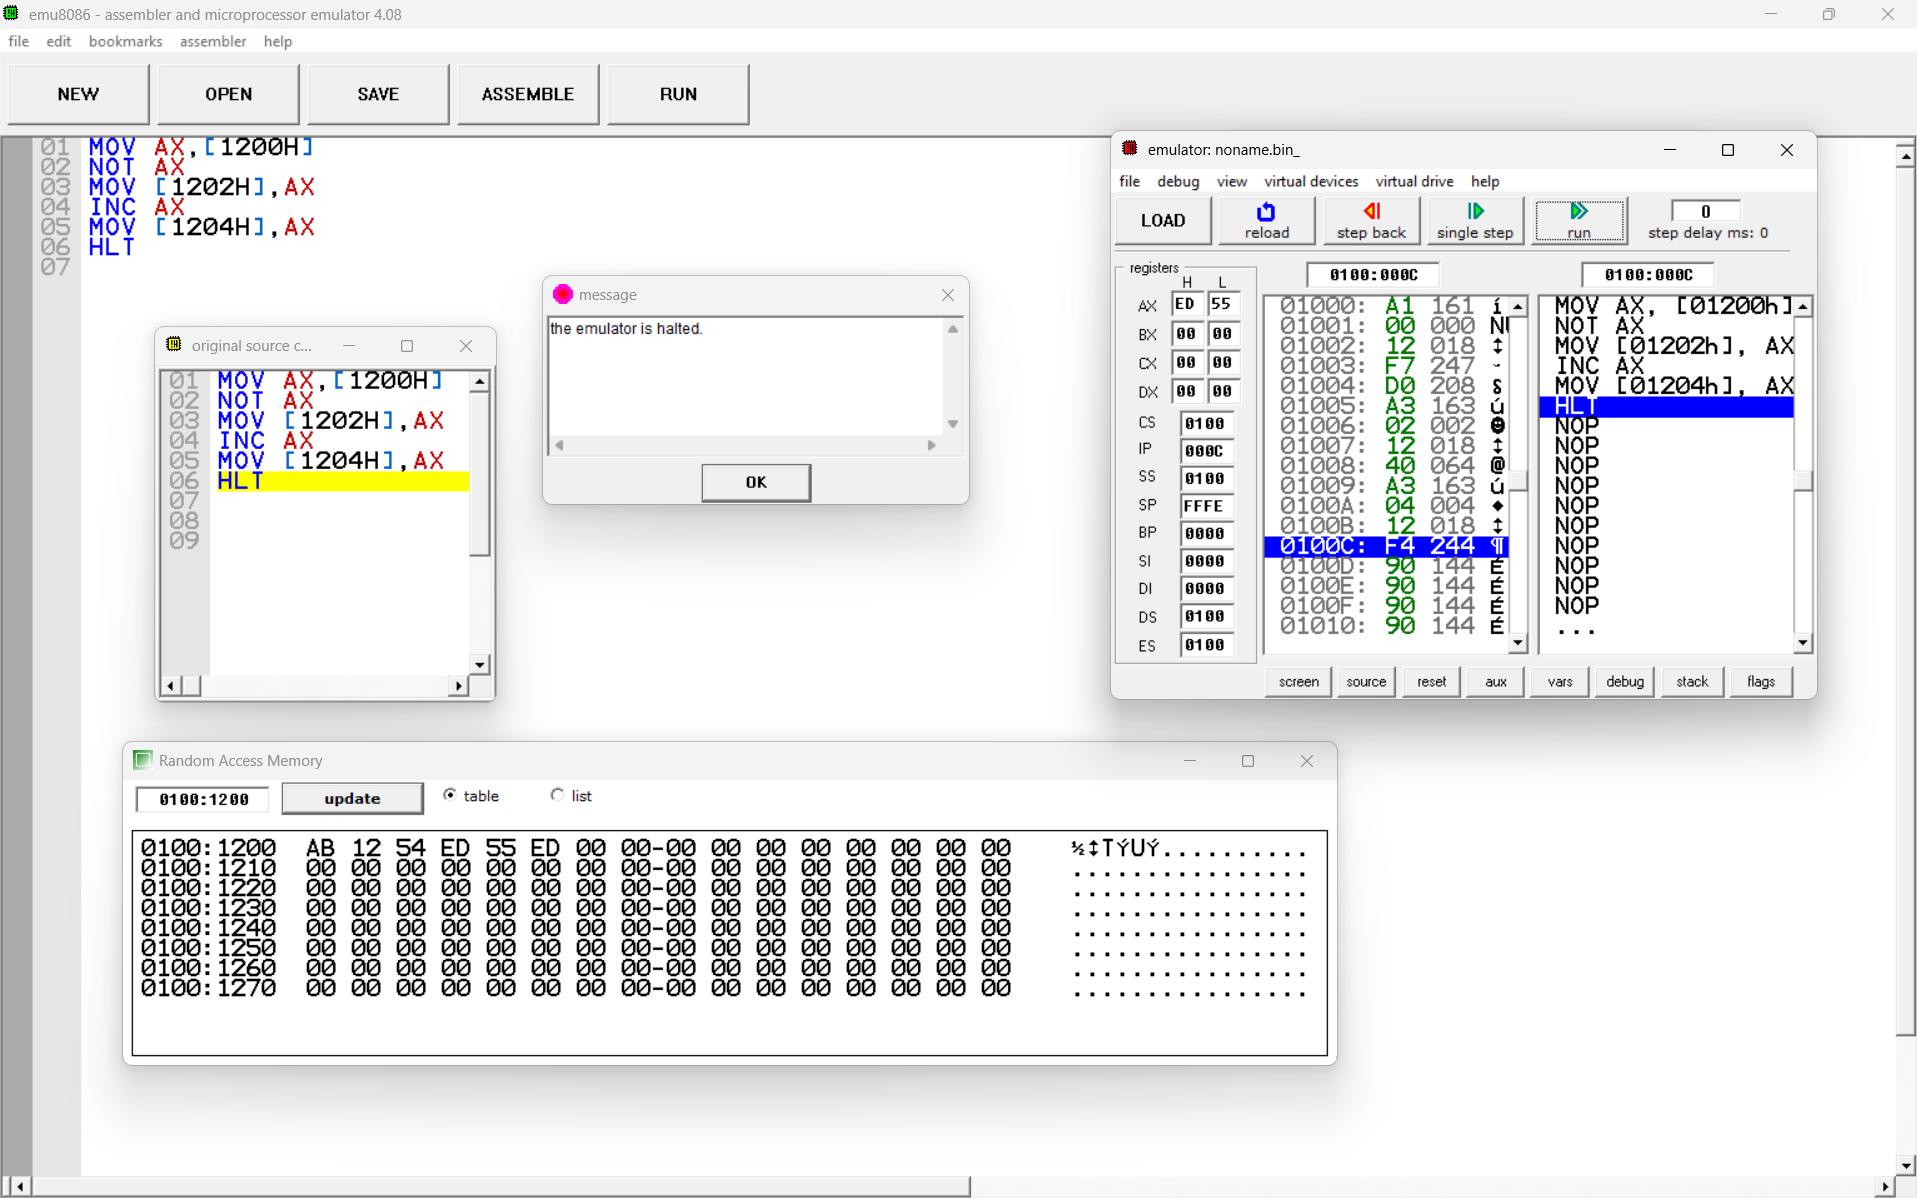 emu8086 - assembler and microprocessor emulator 4.08
file edit bookmarks assembler help
NEW OPEN SAVE ASSEMBLE RUN
01 MOV AX,[1200H]
02 NOT AX
03 MOV [1202H],AX
04 INC AX
05 MOV [1204H],AX
06 HLT
07
original source c...
01 MOV AX,[1200H]
02 NOT AX
03 MOV [1202H],AX
04 INC AX
05 MOV [1204H],AX
06 HLT
07
08
09
message
the emulator is halted.
OK
emulator: noname.bin_
file debug view virtual devices virtual drive help
LOAD reload step back single step run
0
step delay ms: 0
registers
H L
AX ED 55
BX 00 00
CX 00 00
DX 00 00
CS 0100
IP 000C
SS 0100
SP FFFE
BP 0000
SI 0000
DI 0000
DS 0100
ES 0100
0100:000C
01000: A1 161 í
01001: 00 000 NU
01002: 12 018 ↕
01003: F7 247
01004: D0 208
01005: A3 163 ú
01006: 02 002 ☻
01007: 12 018 ↕
01008: 40 064 @
01009: A3 163 ú
0100A: 04 004 ♦
0100B: 12 018 ↕
0100C: F4 244 ¶
0100D: 90 144 É
0100E: 90 144 É
0100F: 90 144 É
01010: 90 144 É
0100:000C
MOV AX, [01200h]
NOT AX
MOV [01202h], AX
INC AX
MOV [01204h], AX
HLT
NOP
NOP
NOP
NOP
NOP
NOP
NOP
NOP
NOP
NOP
...
screen source reset aux vars debug stack flags
Random Access Memory
0100:1200 update table list
0100:1200 AB 12 54 ED 55 ED 00 00-00 00 00 00 00 00 00 00 ½↕TÝUÝ..........
0100:1210 00 00 00 00 00 00 00 00-00 00 00 00 00 00 00 00 ................
0100:1220 00 00 00 00 00 00 00 00-00 00 00 00 00 00 00 00 ................
0100:1230 00 00 00 00 00 00 00 00-00 00 00 00 00 00 00 00 ................
0100:1240 00 00 00 00 00 00 00 00-00 00 00 00 00 00 00 00 ................
0100:1250 00 00 00 00 00 00 00 00-00 00 00 00 00 00 00 00 ................
0100:1260 00 00 00 00 00 00 00 00-00 00 00 00 00 00 00 00 ................
0100:1270 00 00 00 00 00 00 00 00-00 00 00 00 00 00 00 00 ................